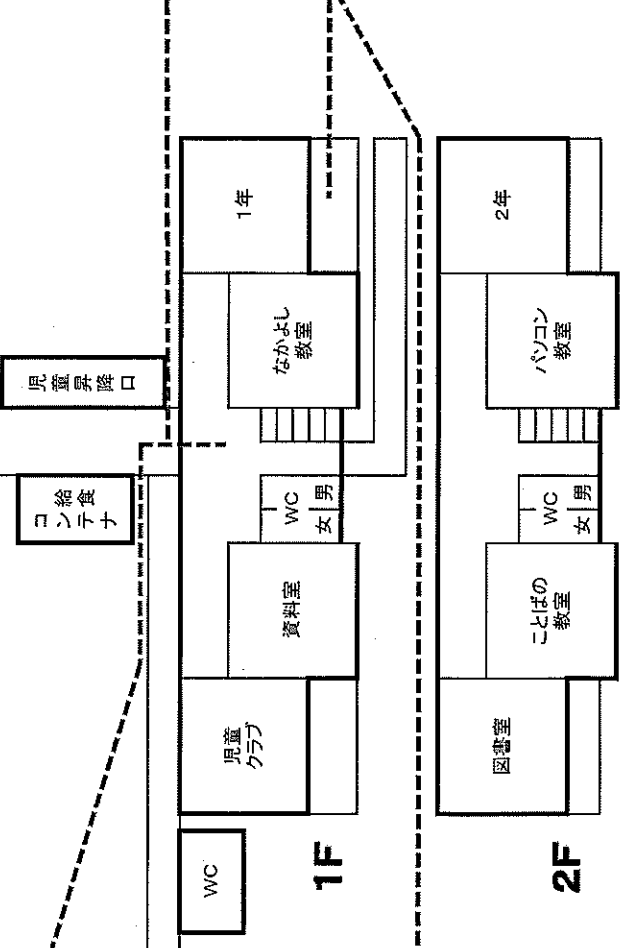 児童昇降口
給食
コンテナ
1年
なかよし
教室
WC
女
男
資料室
児童
クラブ
WC
1F
2年
パソコン
教室
WC
女
男
ことばの
教室
図書室
2F